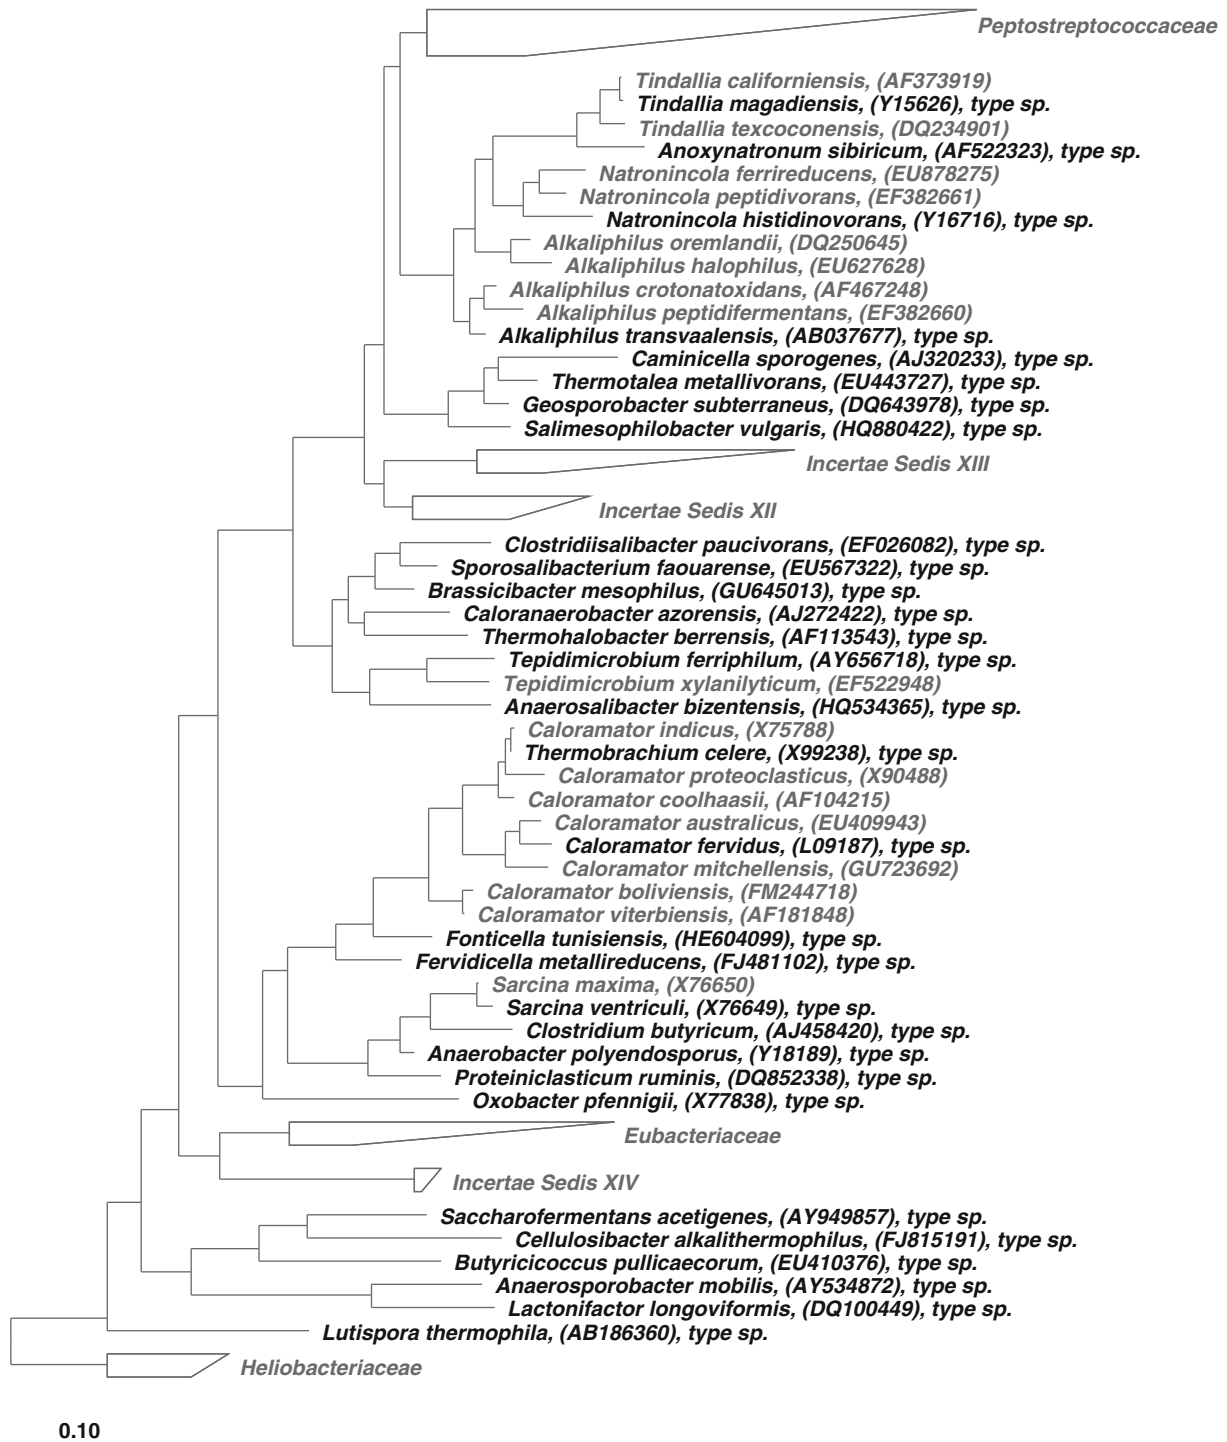 Peptostreptococcaceae
Tindallia californiensis, (AF373919)
Tindallia magadiensis, (Y15626), type sp.
Tindallia texcoconensis, (DQ234901)
Anoxynatronum sibiricum, (AF522323), type sp.
Natronincola ferrireducens, (EU878275)
Natronincola peptidivorans, (EF382661)
Natronincola histidinovorans, (Y16716), type sp.
Alkaliphilus oremlandii, (DQ250645)
Alkaliphilus halophilus, (EU627628)
Alkaliphilus crotonatoxidans, (AF467248)
Alkaliphilus peptidifermentans, (EF382660)
Alkaliphilus transvaalensis, (AB037677), type sp.
Caminicella sporogenes, (AJ320233), type sp.
Thermotalea metallivorans, (EU443727), type sp.
Geosporobacter subterraneus, (DQ643978), type sp.
Salimesophilobacter vulgaris, (HQ880422), type sp.
Incertae Sedis XIII
Incertae Sedis XII
Clostridiisalibacter paucivorans, (EF026082), type sp.
Sporosalibacterium faouarense, (EU567322), type sp.
Brassicibacter mesophilus, (GU645013), type sp.
Caloranaerobacter azorensis, (AJ272422), type sp.
Thermohalobacter berrensis, (AF113543), type sp.
Tepidimicrobium ferriphilum, (AY656718), type sp.
Tepidimicrobium xylanilyticum, (EF522948)
Anaerosalibacter bizentensis, (HQ534365), type sp.
Caloramator indicus, (X75788)
Thermobrachium celere, (X99238), type sp.
Caloramator proteoclasticus, (X90488)
Caloramator coolhaasii, (AF104215)
Caloramator australicus, (EU409943)
Caloramator fervidus, (L09187), type sp.
Caloramator mitchellensis, (GU723692)
Caloramator boliviensis, (FM244718)
Caloramator viterbiensis, (AF181848)
Fonticella tunisiensis, (HE604099), type sp.
Fervidicella metallireducens, (FJ481102), type sp.
Sarcina maxima, (X76650)
Sarcina ventriculi, (X76649), type sp.
Clostridium butyricum, (AJ458420), type sp.
Anaerobacter polyendosporus, (Y18189), type sp.
Proteiniclasticum ruminis, (DQ852338), type sp.
Oxobacter pfennigii, (X77838), type sp.
Eubacteriaceae
Incertae Sedis XIV
Saccharofermentans acetigenes, (AY949857), type sp.
Cellulosibacter alkalithermophilus, (FJ815191), type sp.
Butyricicoccus pullicaecorum, (EU410376), type sp.
Anaerosporobacter mobilis, (AY534872), type sp.
Lactonifactor longoviformis, (DQ100449), type sp.
Lutispora thermophila, (AB186360), type sp.
Heliobacteriaceae
0.10